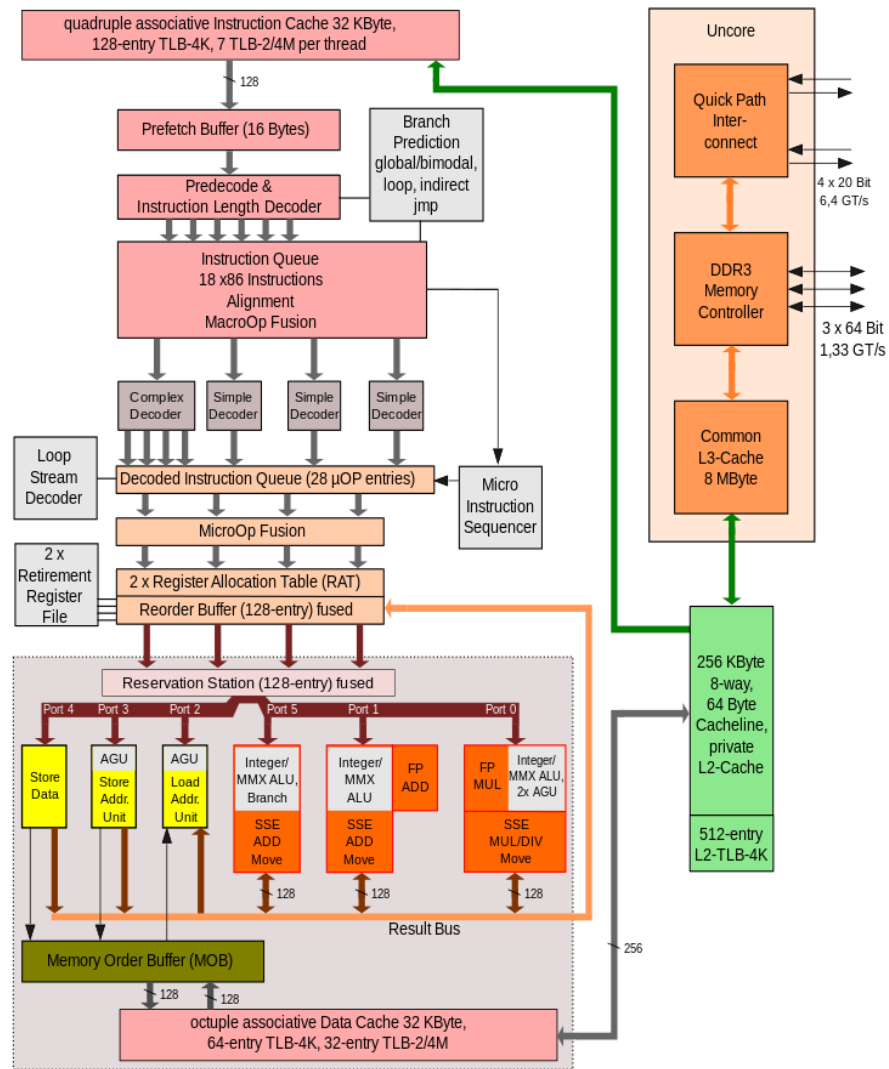 quadruple associative Instruction Cache 32 KByte,
128-entry TLB-4K, 7 TLB-2/4M per thread
128
Prefetch Buffer (16 Bytes)
Predecode &
Instruction Length Decoder
Branch
Prediction
global/bimodal,
loop, indirect
jmp
Instruction Queue
18 x86 Instructions
Alignment
MacroOp Fusion
Complex
Decoder
Simple
Decoder
Simple
Decoder
Simple
Decoder
Loop
Stream
Decoder
Decoded Instruction Queue (28 µOP entries)
Micro
Instruction
Sequencer
MicroOp Fusion
2 x
Retirement
Register
File
2 x Register Allocation Table (RAT)
Reorder Buffer (128-entry) fused
Reservation Station (128-entry) fused
Port 4
Port 3
Port 2
Port 5
Port 1
Port 0
Store
Data
AGU
Store
Addr.
Unit
AGU
Load
Addr.
Unit
Integer/
MMX ALU,
Branch
SSE
ADD
Move
Integer/
MMX
ALU
FP
ADD
SSE
ADD
Move
FP
MUL
Integer/
MMX ALU,
2x AGU
SSE
MUL/DIV
Move
128
128
128
Result Bus
Memory Order Buffer (MOB)
128
128
octuple associative Data Cache 32 KByte,
64-entry TLB-4K, 32-entry TLB-2/4M
256
Uncore
Quick Path
Inter-
connect
4 x 20 Bit
6,4 GT/s
DDR3
Memory
Controller
3 x 64 Bit
1,33 GT/s
Common
L3-Cache
8 MByte
256 KByte
8-way,
64 Byte
Cacheline,
private
L2-Cache
512-entry
L2-TLB-4K